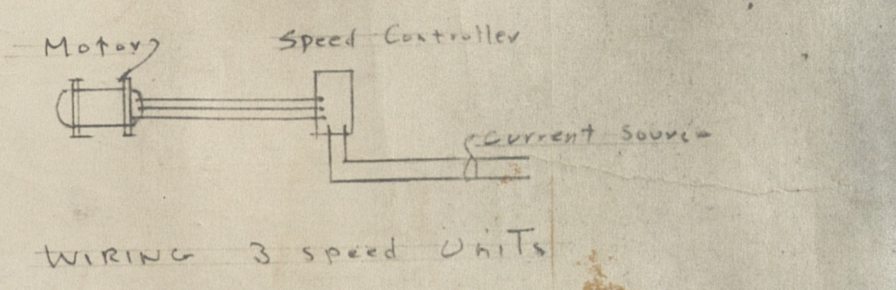 Motor
Speed Controller
Current Source
WIRING 3 speed UniTs